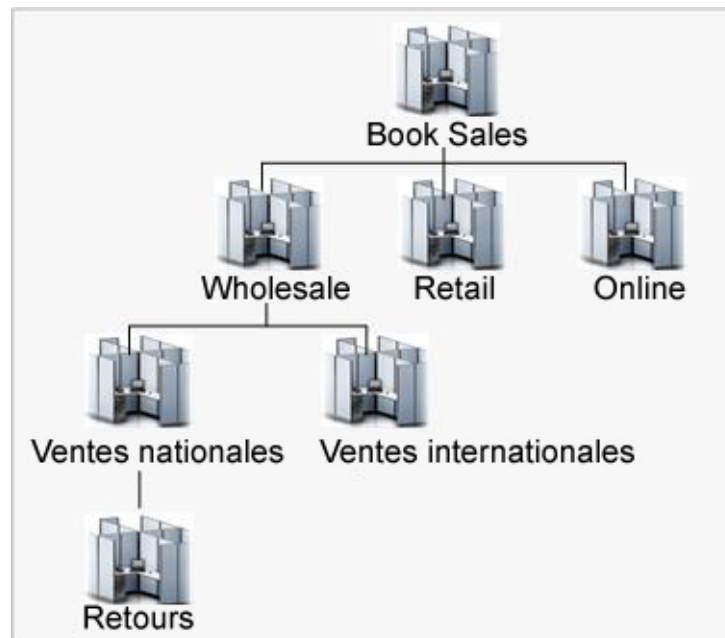 Book Sales
Wholesale
Retail
Online
Ventes nationales
Ventes internationales
Retours